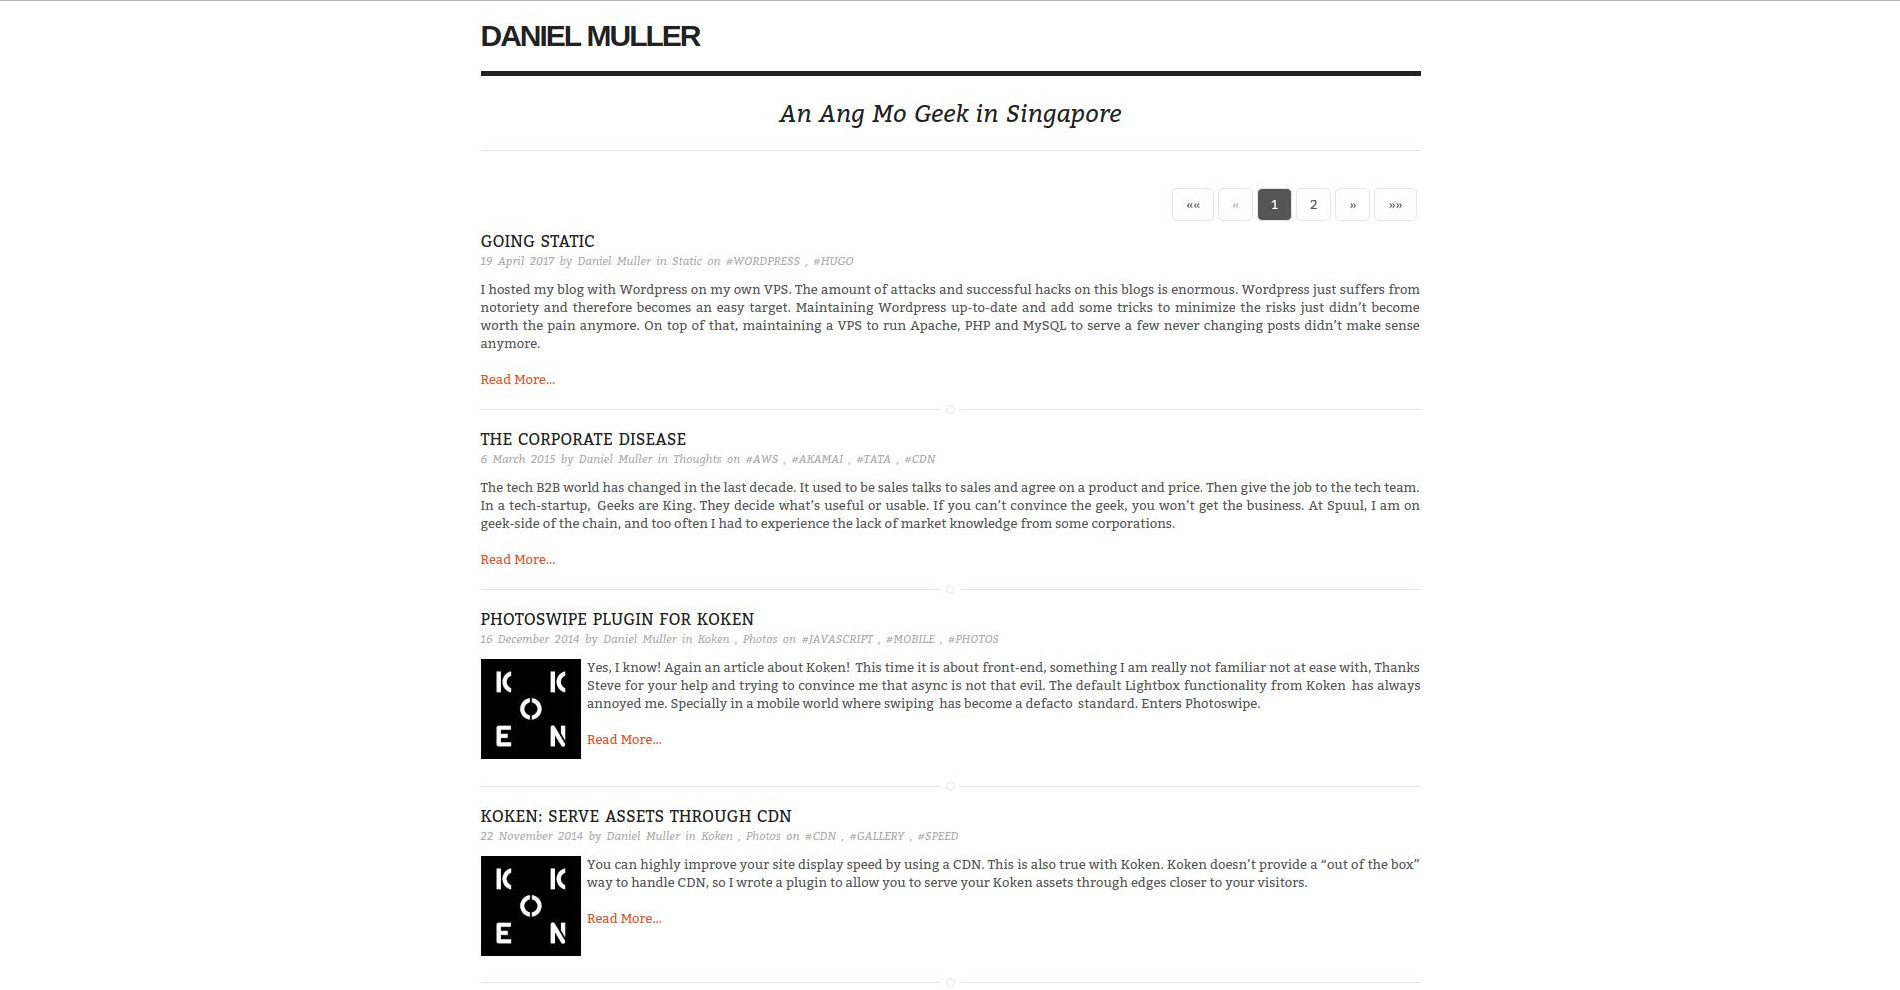 DANIEL MULLER
An Ang Mo Geek in Singapore
«« « 1 2 » »»
GOING STATIC
19 April 2017 by Daniel Muller in Static on #WORDPRESS , #HUGO
I hosted my blog with Wordpress on my own VPS. The amount of attacks and successful hacks on this blogs is enormous. Wordpress just suffers from
notoriety and therefore becomes an easy target. Maintaining Wordpress up-to-date and add some tricks to minimize the risks just didn’t become
worth the pain anymore. On top of that, maintaining a VPS to run Apache, PHP and MySQL to serve a few never changing posts didn’t make sense
anymore.
Read More...
THE CORPORATE DISEASE
6 March 2015 by Daniel Muller in Thoughts on #AWS , #AKAMAI , #TATA , #CDN
The tech B2B world has changed in the last decade. It used to be sales talks to sales and agree on a product and price. Then give the job to the tech team.
In a tech-startup, Geeks are King. They decide what’s useful or usable. If you can’t convince the geek, you won’t get the business. At Spuul, I am on
geek-side of the chain, and too often I had to experience the lack of market knowledge from some corporations.
Read More...
PHOTOSWIPE PLUGIN FOR KOKEN
16 December 2014 by Daniel Muller in Koken , Photos on #JAVASCRIPT , #MOBILE , #PHOTOS
K K
O
E N
Yes, I know! Again an article about Koken! This time it is about front-end, something I am really not familiar not at ease with, Thanks
Steve for your help and trying to convince me that async is not that evil. The default Lightbox functionality from Koken has always
annoyed me. Specially in a mobile world where swiping has become a defacto standard. Enters Photoswipe.
Read More...
KOKEN: SERVE ASSETS THROUGH CDN
22 November 2014 by Daniel Muller in Koken , Photos on #CDN , #GALLERY , #SPEED
K K
O
E N
You can highly improve your site display speed by using a CDN. This is also true with Koken. Koken doesn’t provide a “out of the box”
way to handle CDN, so I wrote a plugin to allow you to serve your Koken assets through edges closer to your visitors.
Read More...